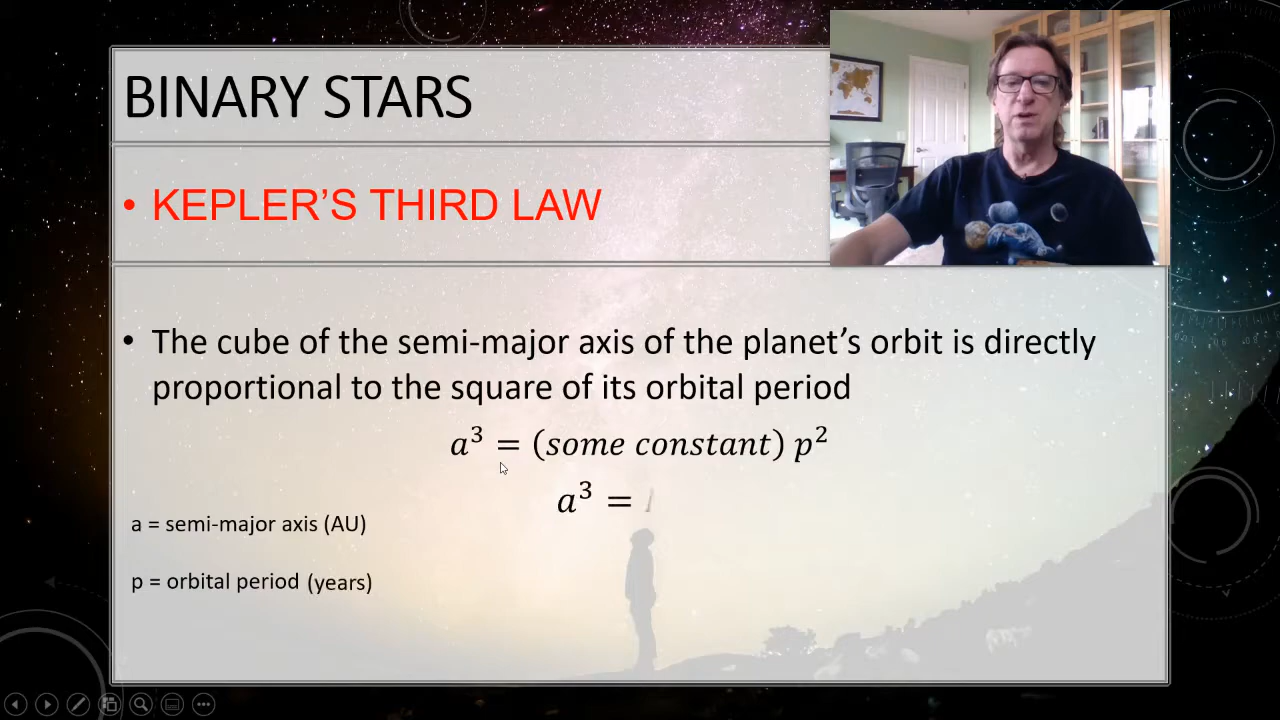 BINARY STARS
• KEPLER’S THIRD LAW
• The cube of the semi-major axis of the planet’s orbit is directly
proportional to the square of its orbital period
a³ = (some constant) p²
a³ =
a = semi-major axis (AU)
p = orbital period (years)